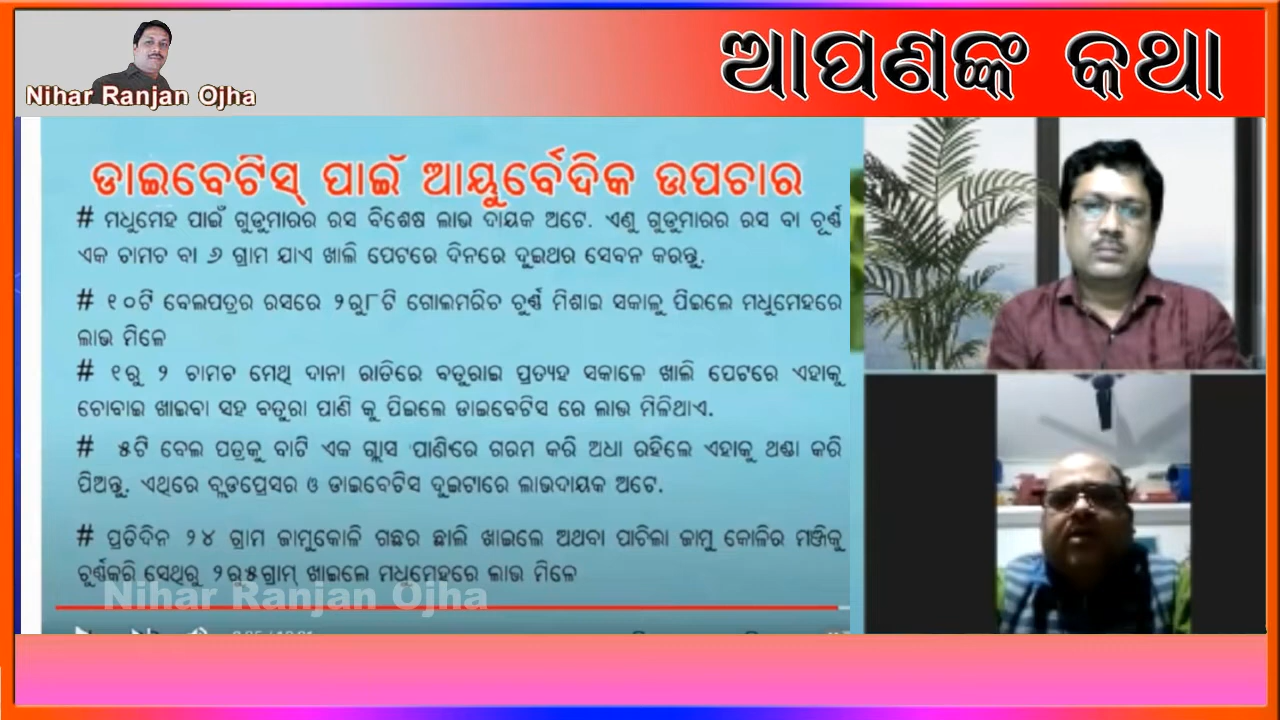 Nihar Ranjan Ojha
ଆପଣଙ୍କ କଥା
ଡାଇବେଟିସ୍ ପାଇଁ ଆୟୁର୍ବେଦିକ ଉପଚାର
# ମଧୁମେହ ପାଇଁ ଗୁଡୁମାରର ରସ ବିଶେଷ ଲାଭ ଦାୟକ ଅଟେ. ଏଣୁ ଗୁଡୁମାରର ରସ ବା ଚୂର୍ଣ୍ଣ
ଏକ ଚାମଚ ବା ୬ ଗ୍ରାମ ଯାଏ ଖାଲି ପେଟରେ ଦିନରେ ଦୁଇଥର ସେବନ କରନ୍ତୁ.
# ୧୦ଟି ବେଲପତ୍ରର ରସରେ ୨ରୁ୮ଟି ଗୋଲମରିଚ ଚୁର୍ଣ୍ଣ ମିଶାଇ ସକାଳୁ ପିଇଲେ ମଧୁମେହରେ
ଲାଭ ମିଳେ
# ୧ରୁ ୨ ଚାମଚ ମେଥି ଦାନା ରାତିରେ ବତୁରାଇ ପ୍ରତ୍ୟହ ସକାଳେ ଖାଲି ପେଟରେ ଏହାକୁ
ଚୋବାଇ ଖାଇବା ସହ ବତୁରା ପାଣି କୁ ପିଇଲେ ଡାଇବେଟିସ ରେ ଲାଭ ମିଳିଥାଏ.
# ୫ଟି ବେଲ ପତ୍ରକୁ ବାଟି ଏକ ଗ୍ଲାସ ପାଣିରେ ଗରମ କରି ଅଧା ରହିଲେ ଏହାକୁ ଥଣ୍ଡା କରି
ପିଅନ୍ତୁ. ଏଥିରେ ବ୍ଲଡପ୍ରେସର ଓ ଡାଇବେଟିସ ଦୁଇଟାରେ ଲାଭଦାୟକ ଅଟେ.
# ପ୍ରତିଦିନ ୨୪ ଗ୍ରାମ ଜାମୁକୋଳି ଗଛର ଛାଲି ଖାଇଲେ ଅଥବା ପାଚିଲା ଜାମୁ କୋଳିର ମଞ୍ଜିକୁ
ଚୁର୍ଣ୍ଣକରି ସେଥିରୁ ୨ରୁ୫ଗ୍ରାମ୍ ଖାଇଲେ ମଧୁମେହରେ ଲାଭ ମିଳେ
Nihar Ranjan Ojha